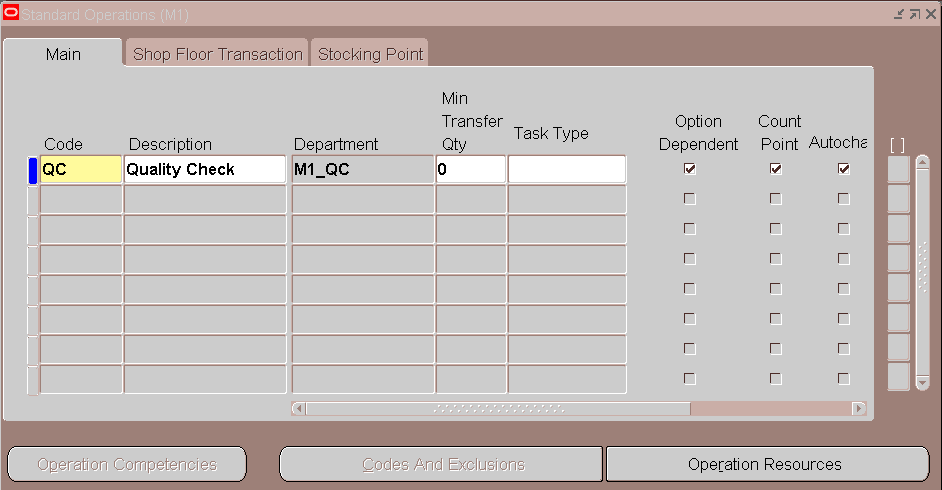 Standard Operations (M1)
Main Shop Floor Transaction Stocking Point
Min
Transfer
Qty
Code Description Department Task Type Option Dependent Count Point Autocha [ ]
QC Quality Check M1_QC 0
Operation Competencies Codes And Exclusions Operation Resources